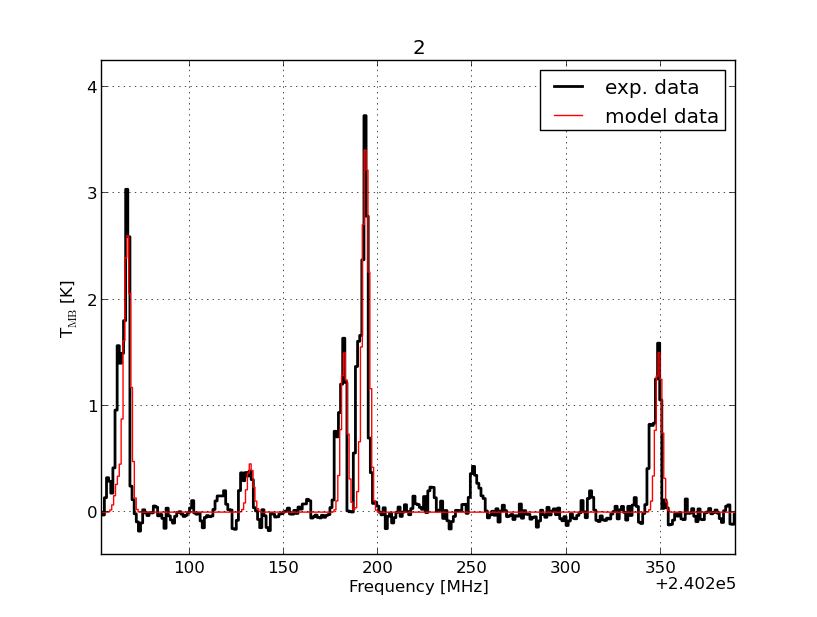 2
exp. data
model data
4
3
2
1
0
T_MB [K]
100 150 200 250 300 350
Frequency [MHz]
+2.402e5